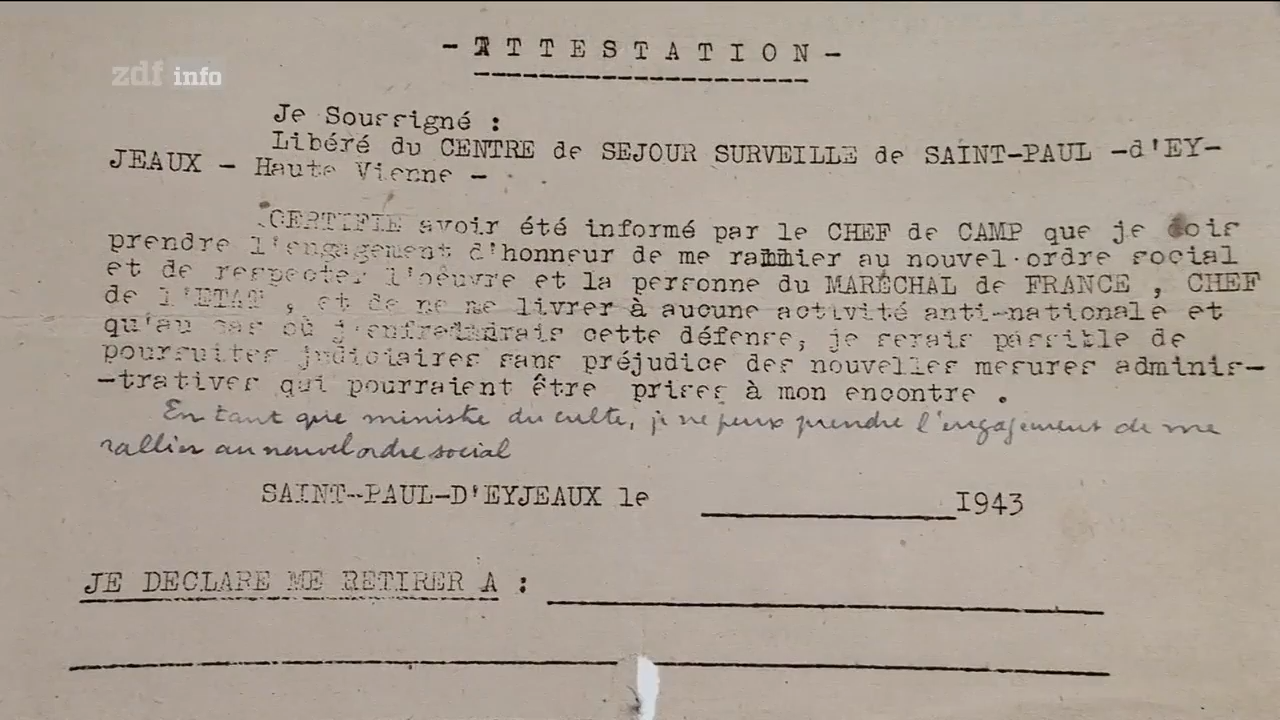 zdf info
- A T T E S T A T I O N -
Je Soussigné :
Libéré du CENTRE de SEJOUR SURVEILLE de SAINT-PAUL -d'EY-
JEAUX - Haute Vienne -
CERTIFIE avoir été informé par le CHEF de CAMP que je dois
prendre l'engagement d'honneur de me rallier au nouvel ordre social
et de respecter l'oeuvre et la personne du MARÉCHAL de FRANCE , CHEF
de l'ETAT , et de ne me livrer à aucune activité anti-nationale et
qu'au cas où j'enfreindrais cette défense, je serais passible de
poursuites judiciaires sans préjudice des nouvelles mesures adminis-
-tratives qui pourraient être prises à mon encontre .
En tant que ministre du culte, je ne peux prendre l'engagement de me
rallier au nouvel ordre social
SAINT-PAUL-D'EYJEAUX le I943
JE DECLARE ME RETIRER A :